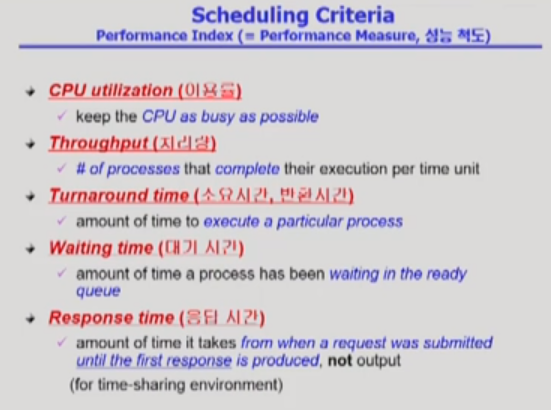 Scheduling Criteria
Performance Index (= Performance Measure, 성능 척도)
CPU utilization (이용률)
keep the CPU as busy as possible
Throughput (처리량)
# of processes that complete their execution per time unit
Turnaround time (소요시간, 반환시간)
amount of time to execute a particular process
Waiting time (대기 시간)
amount of time a process has been waiting in the ready
queue
Response time (응답 시간)
amount of time it takes from when a request was submitted
until the first response is produced, not output
(for time-sharing environment)